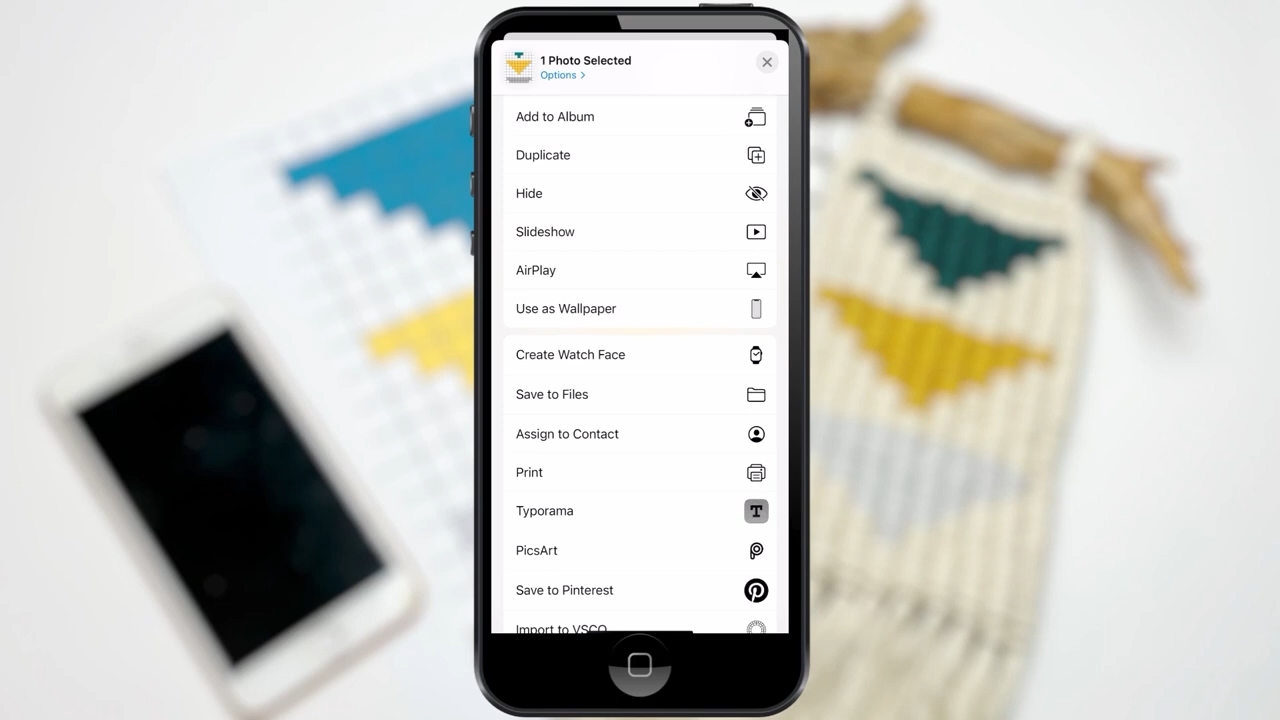 1 Photo Selected
Options >
Add to Album
Duplicate
Hide
Slideshow
AirPlay
Use as Wallpaper
Create Watch Face
Save to Files
Assign to Contact
Print
Typorama
PicsArt
Save to Pinterest
Import to VSCO